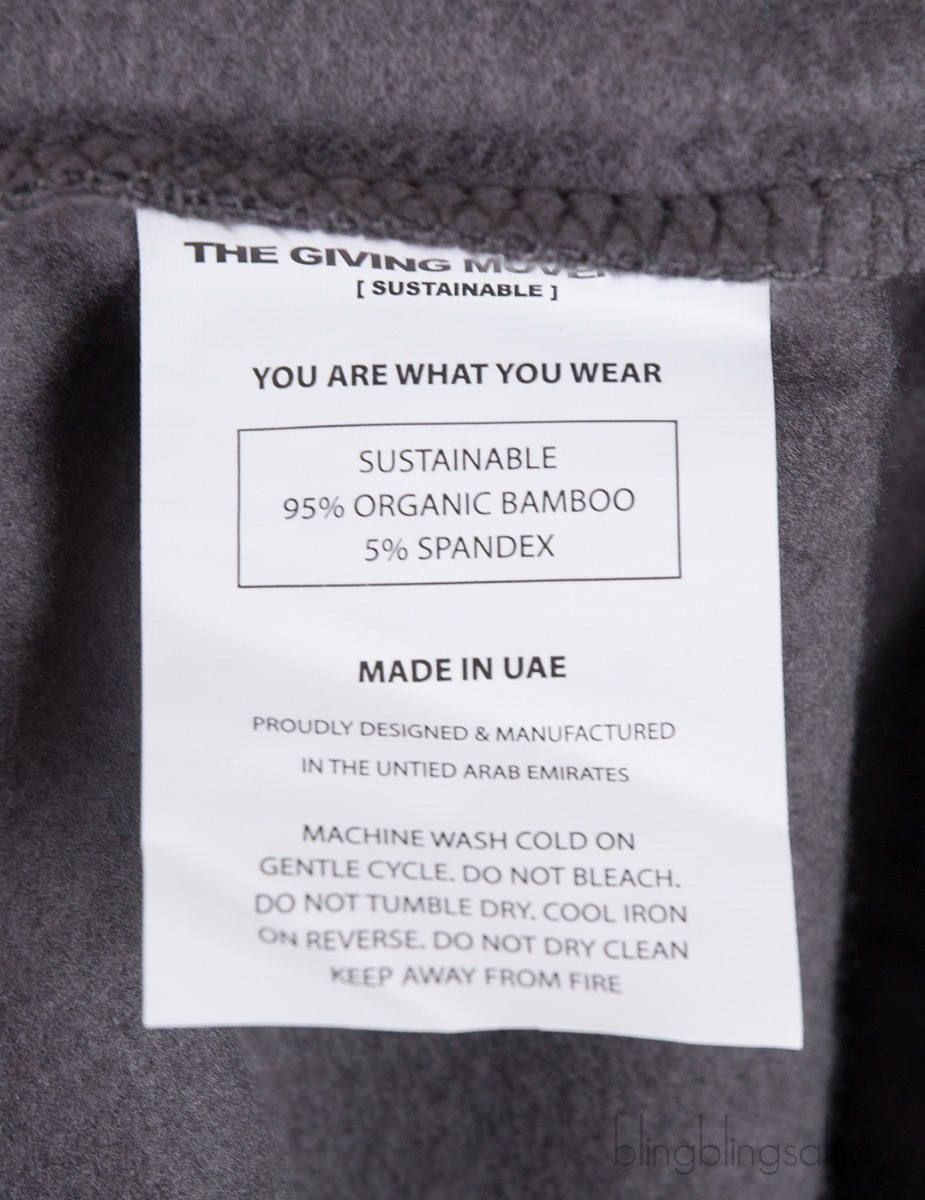 THE GIVING MOVE
[ SUSTAINABLE ]
YOU ARE WHAT YOU WEAR
SUSTAINABLE
95% ORGANIC BAMBOO
5% SPANDEX
MADE IN UAE
PROUDLY DESIGNED & MANUFACTURED
IN THE UNTIED ARAB EMIRATES
MACHINE WASH COLD ON
GENTLE CYCLE. DO NOT BLEACH.
DO NOT TUMBLE DRY. COOL IRON
ON REVERSE. DO NOT DRY CLEAN
KEEP AWAY FROM FIRE